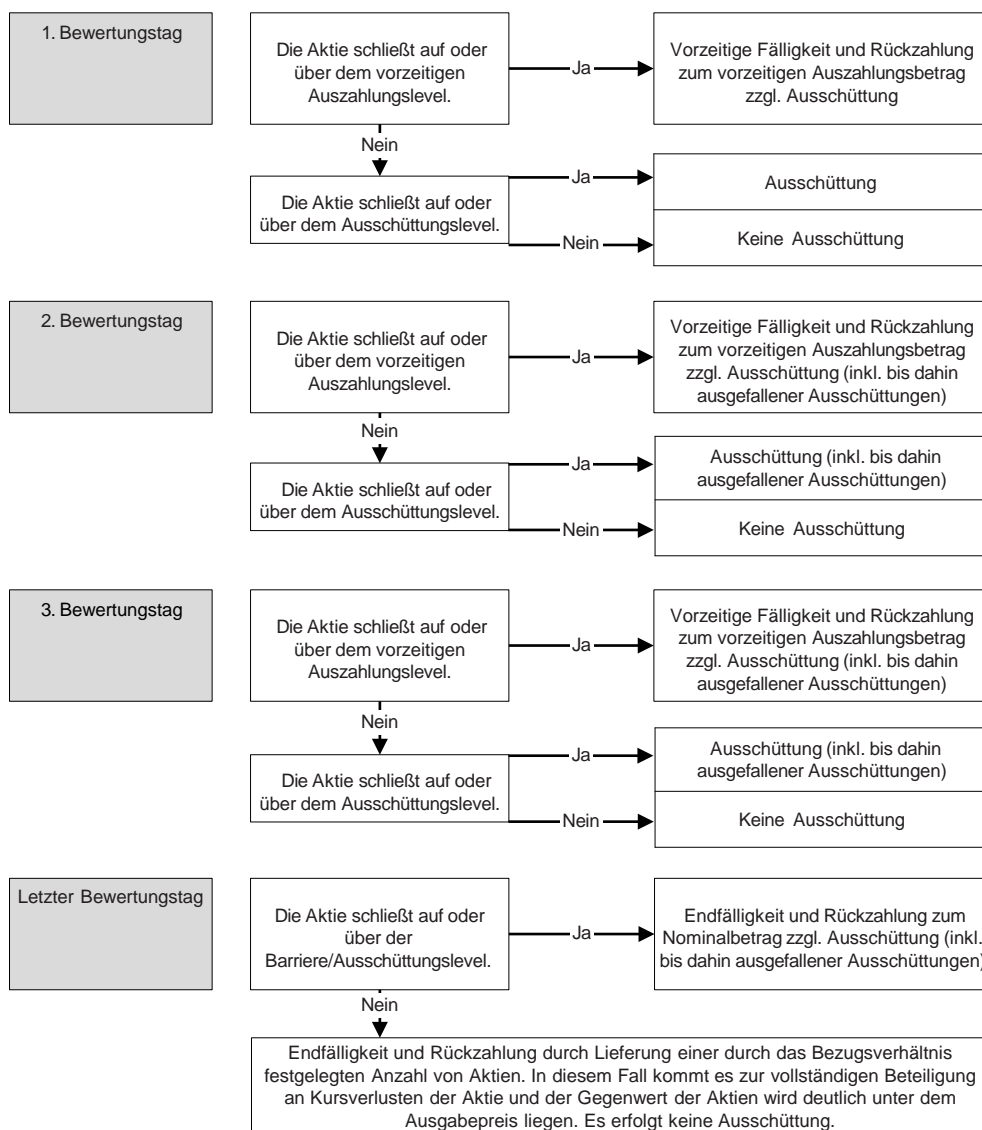 1. Bewertungstag
Die Aktie schließt auf oder
über dem vorzeitigen
Auszahlungslevel.
Ja
Vorzeitige Fälligkeit und Rückzahlung
zum vorzeitigen Auszahlungsbetrag
zzgl. Ausschüttung
Nein
Die Aktie schließt auf oder
über dem Ausschüttungslevel.
Ja
Ausschüttung
Nein
Keine Ausschüttung
2. Bewertungstag
Die Aktie schließt auf oder
über dem vorzeitigen
Auszahlungslevel.
Ja
Vorzeitige Fälligkeit und Rückzahlung
zum vorzeitigen Auszahlungsbetrag
zzgl. Ausschüttung (inkl. bis dahin
ausgefallener Ausschüttungen)
Nein
Die Aktie schließt auf oder
über dem Ausschüttungslevel.
Ja
Ausschüttung (inkl. bis dahin
ausgefallener Ausschüttungen)
Nein
Keine Ausschüttung
3. Bewertungstag
Die Aktie schließt auf oder
über dem vorzeitigen
Auszahlungslevel.
Ja
Vorzeitige Fälligkeit und Rückzahlung
zum vorzeitigen Auszahlungsbetrag
zzgl. Ausschüttung (inkl. bis dahin
ausgefallener Ausschüttungen)
Nein
Die Aktie schließt auf oder
über dem Ausschüttungslevel.
Ja
Ausschüttung (inkl. bis dahin
ausgefallener Ausschüttungen)
Nein
Keine Ausschüttung
Letzter Bewertungstag
Die Aktie schließt auf oder
über der
Barriere/Ausschüttungslevel.
Ja
Endfälligkeit und Rückzahlung zum
Nominalbetrag zzgl. Ausschüttung (inkl.
bis dahin ausgefallener Ausschüttungen)
Nein
Endfälligkeit und Rückzahlung durch Lieferung einer durch das Bezugsverhältnis
festgelegten Anzahl von Aktien. In diesem Fall kommt es zur vollständigen Beteiligung
an Kursverlusten der Aktie und der Gegenwert der Aktien wird deutlich unter dem
Ausgabepreis liegen. Es erfolgt keine Ausschüttung.